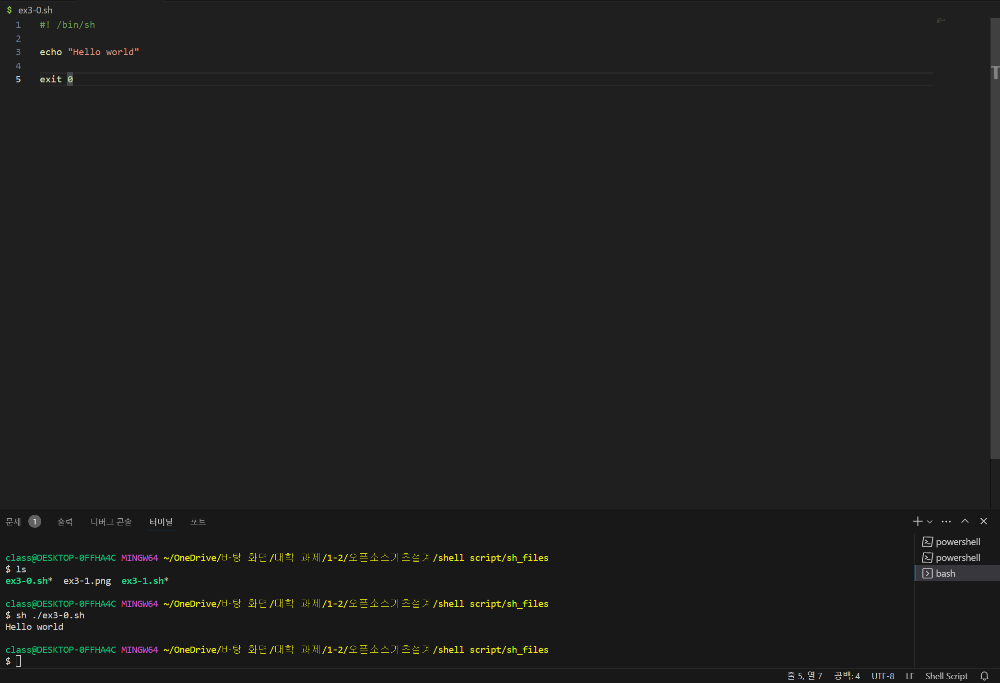 $ ex3-0.sh
1 #! /bin/sh
2
3 echo "Hello world"
4
5 exit 0
문제 1 출력 디버그 콘솔 터미널 포트
powershell
powershell
bash
class@DESKTOP-0FFHA4C MINGW64 ~/OneDrive/바탕 화면/대학 과제/1-2/오픈소스기초설계/shell script/sh_files
$ ls
ex3-0.sh* ex3-1.png ex3-1.sh*
class@DESKTOP-0FFHA4C MINGW64 ~/OneDrive/바탕 화면/대학 과제/1-2/오픈소스기초설계/shell script/sh_files
$ sh ./ex3-0.sh
Hello world
class@DESKTOP-0FFHA4C MINGW64 ~/OneDrive/바탕 화면/대학 과제/1-2/오픈소스기초설계/shell script/sh_files
$
줄 5, 열 7 공백: 4 UTF-8 LF Shell Script